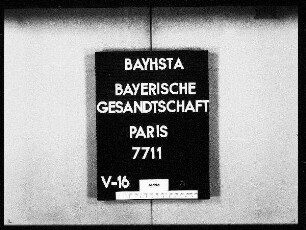 BAYHSTA
BAYERISCHE
GESANDTSCHAFT
PARIS
7711
V-16